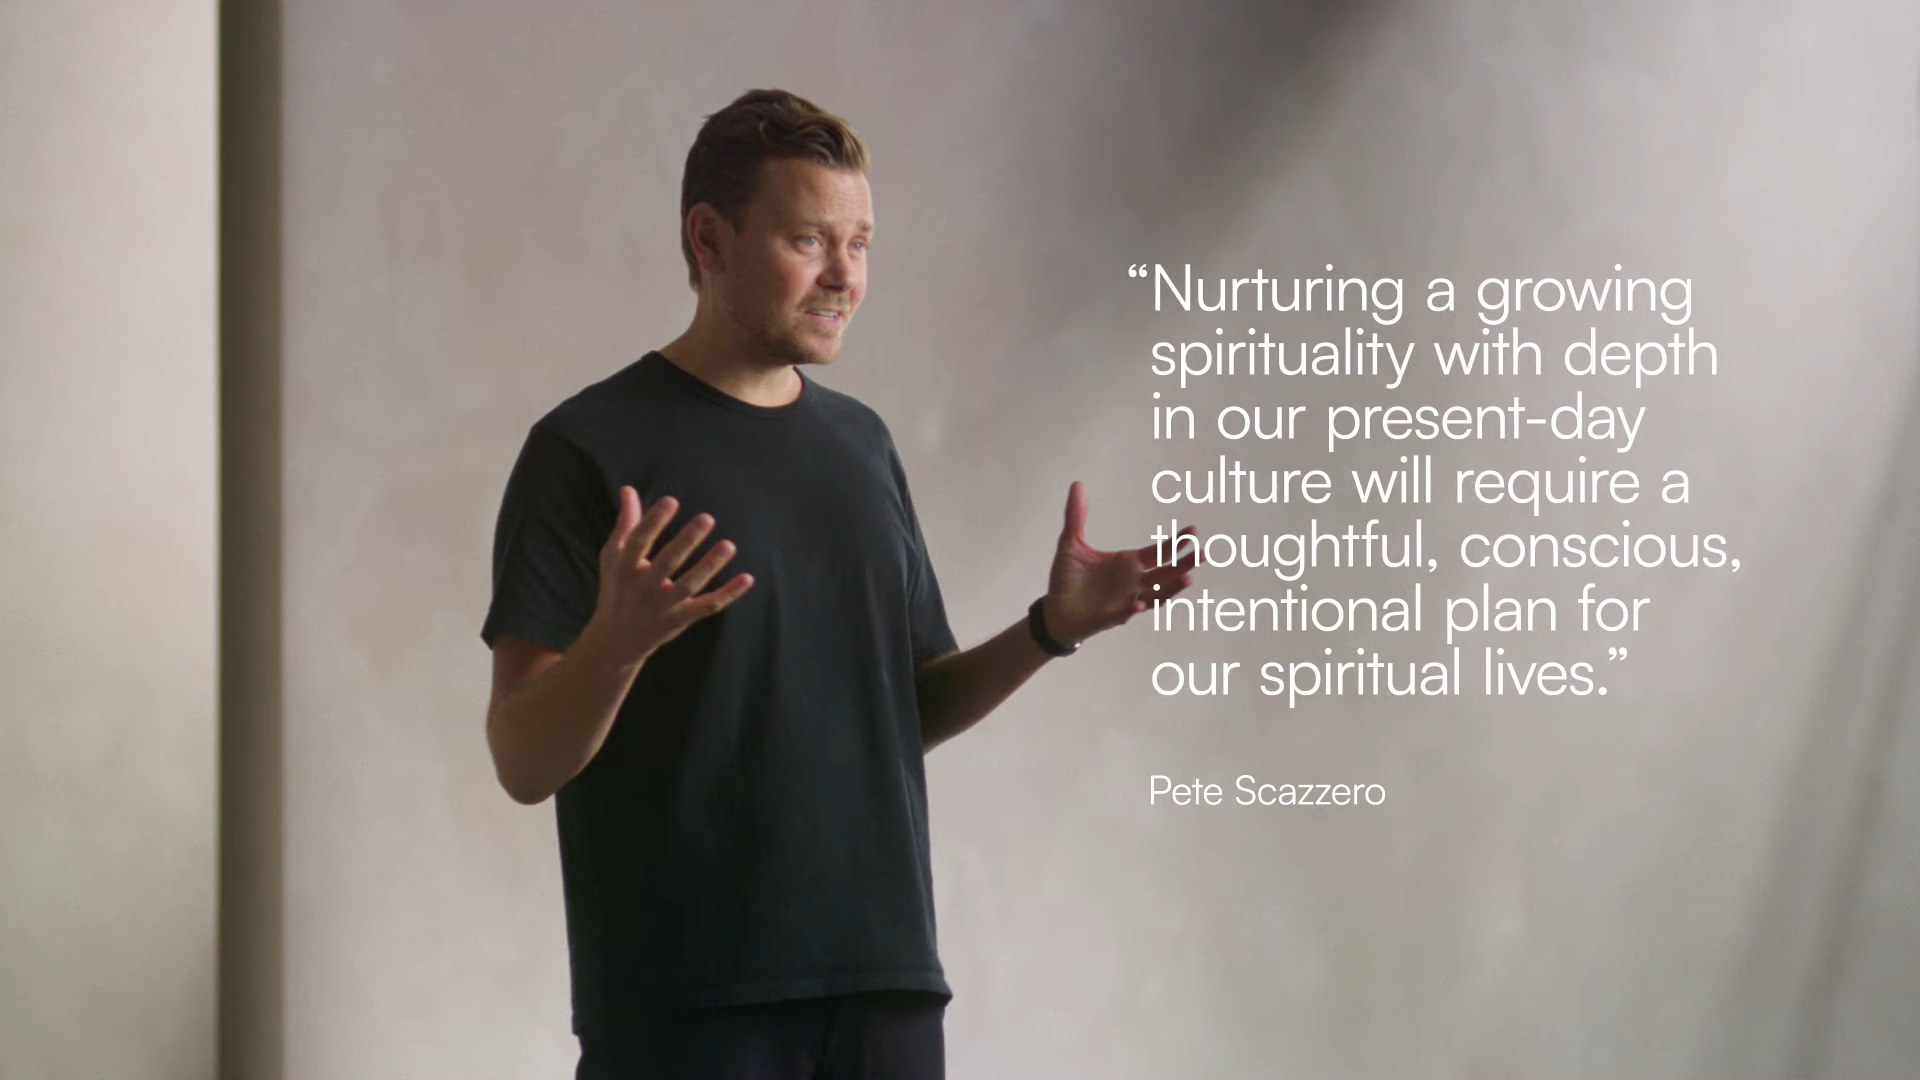 “Nurturing a growing
spirituality with depth
in our present-day
culture will require a
thoughtful, conscious,
intentional plan for
our spiritual lives.”
Pete Scazzero